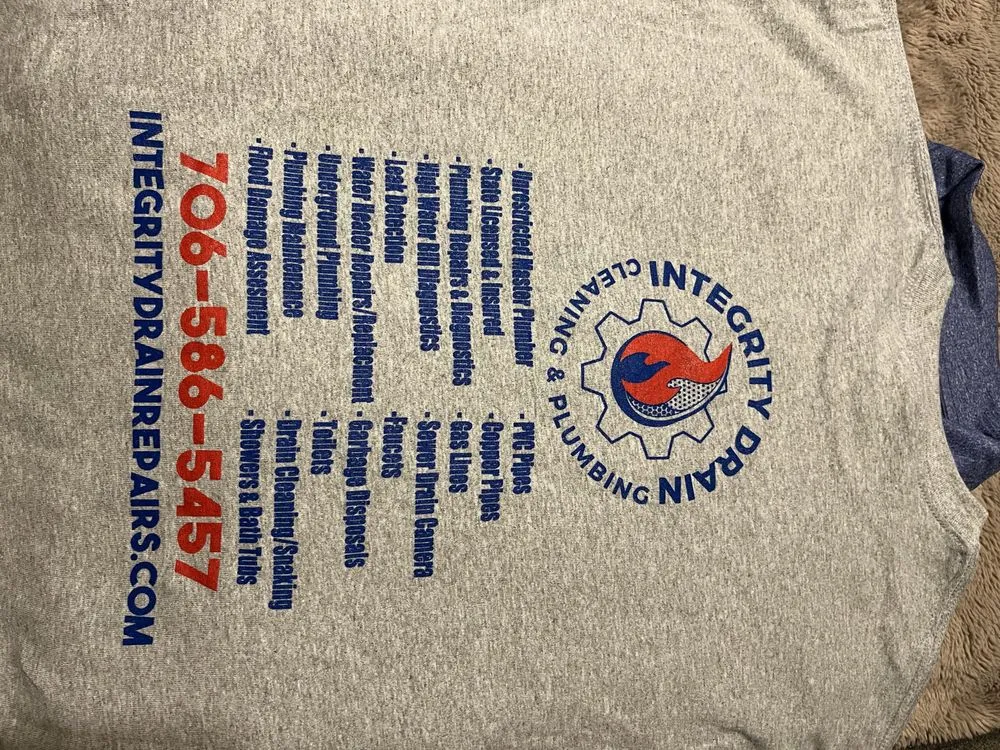 INTEGRITY DRAIN
CLEANING & PLUMBING
-Unrestricted Master Plumber
-State Licensed & Insured
-Plumbing Repairs & Diagnostics
-High Water Bill Diagnostics
-Leak Detection
-Water Heater Repairs/Replacement
-Underground Plumbing
-Plumbing Maintenence
-Flood Damage Assesment
-PVC Pipes
-Copper Pipes
-Gas Lines
-Sewer Drain Camera
-Faucets
-Garbage Disposals
-Toilets
-Drain Cleaning/Snaking
-Showers & Bath Tubs
706-586-5457
INTEGRITYDRAINREPAIRS.COM